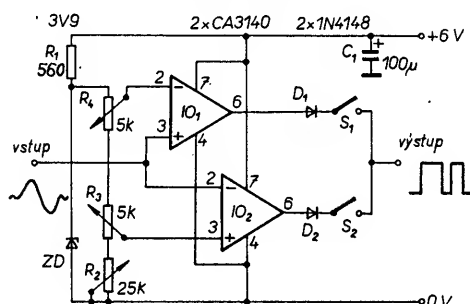 3V9 2×CA3140 2×1N4148 +6V
R1 560
C1 + 100μ
R4 5k
2 7 6 D1
IO1
3 4 S1
vstup výstup
R3 5k
2 7 6 S2
IO2
3 4 D2
ZD R2 25k
0V